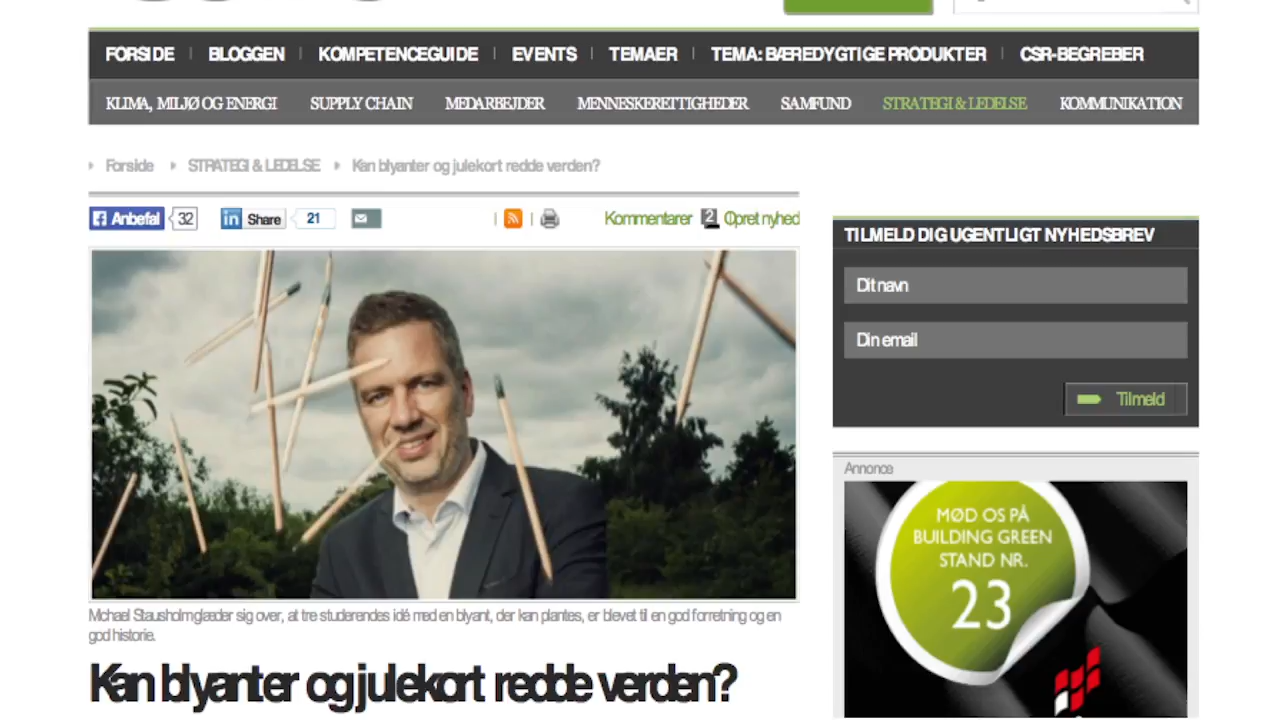 FORSIDE BLOGGEN KOMPETENCEGUIDE EVENTS TEMAER TEMA: BÆREDYGTIGE PRODUKTER CSR-BEGREBER
KLIMA, MILJØ OG ENERGI SUPPLY CHAIN MEDARBEJDER MENNESKERETTIGHEDER SAMFUND STRATEGI & LEDELSE KOMMUNIKATION
Forside STRATEGI & LEDELSE Kan blyanter og julekort redde verden?
Anbefal 32 in Share 21 Kommentarer 2 Opret nyhed
TILMELD DIG UGENTLIGT NYHEDSBREV
Dit navn
Din email
Tilmeld
Annonce
MØD OS PÅ
BUILDING GREEN
STAND NR.
23
Michael Stausholm glæder sig over, at tre studerendes idé med en blyant, der kan plantes, er blevet til en god forretning og en
god historie.
Kan blyanter og julekort redde verden?